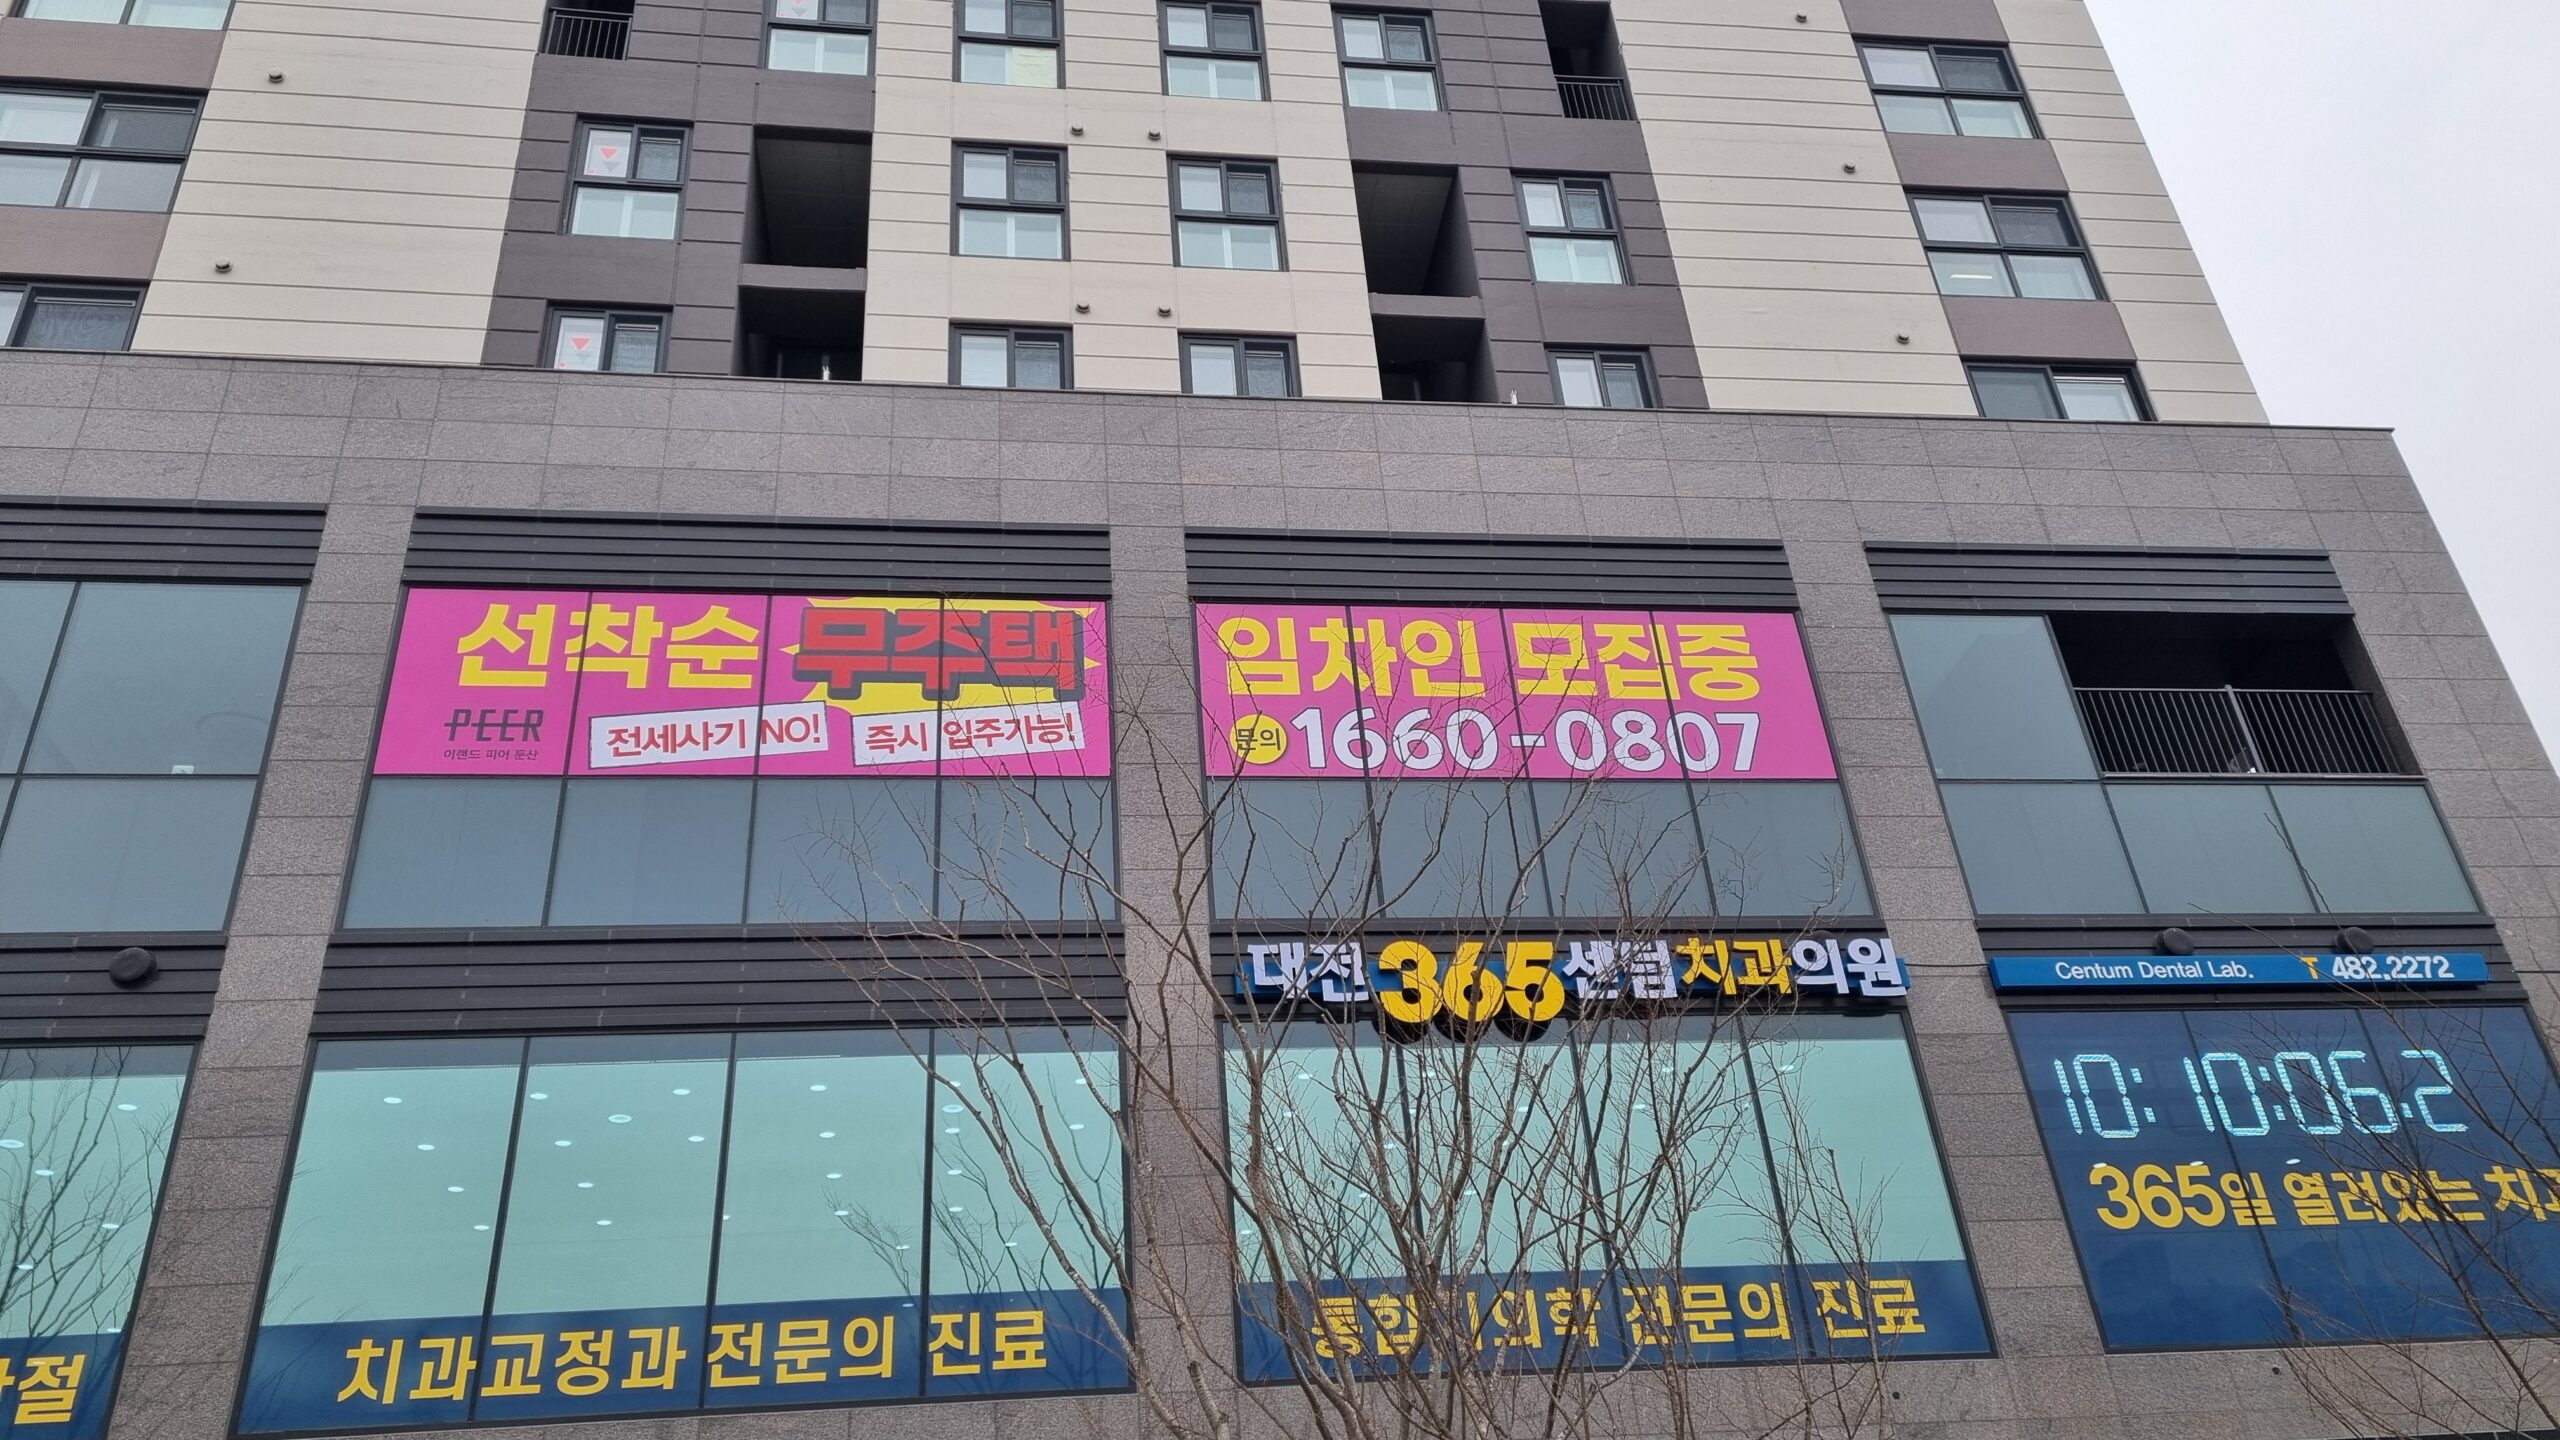 선착순 무주택
PEER
이랜드 피어 둔산
전세사기 NO!
즉시 입주가능!
임차인 모집중
문의 1660-0807
대전 365 센텀치과의원
Centum Dental Lab. T 482.2272
10:10:06.2
365일 열려있는 치과
관절
치과교정과 전문의 진료
통합치의학 전문의 진료